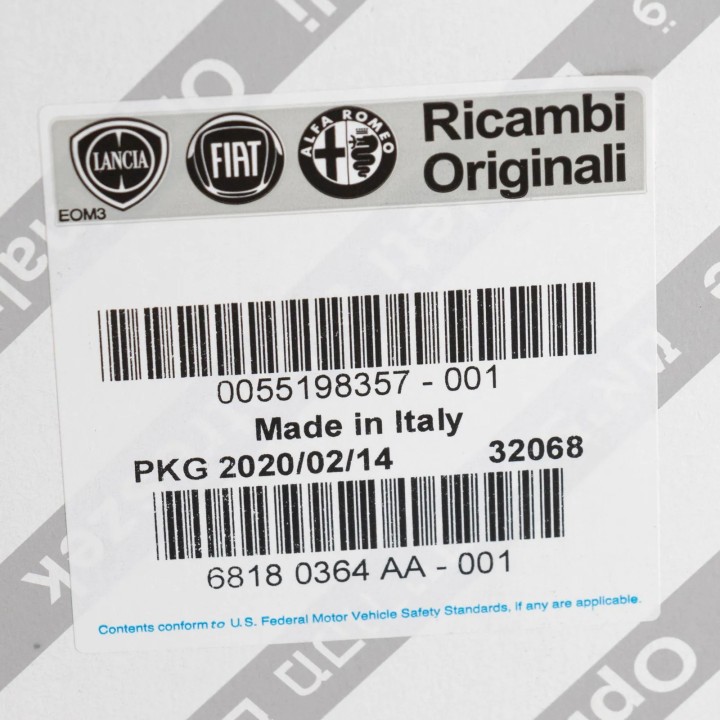 LANCIA FIAT ALFA ROMEO Ricambi
Originali
EOM3
0055198357 - 001
Made in Italy
PKG 2020/02/14 32068
6818 0364 AA - 001
Contents conform to U.S. Federal Motor Vehicle Safety Standards, if any are applicable.